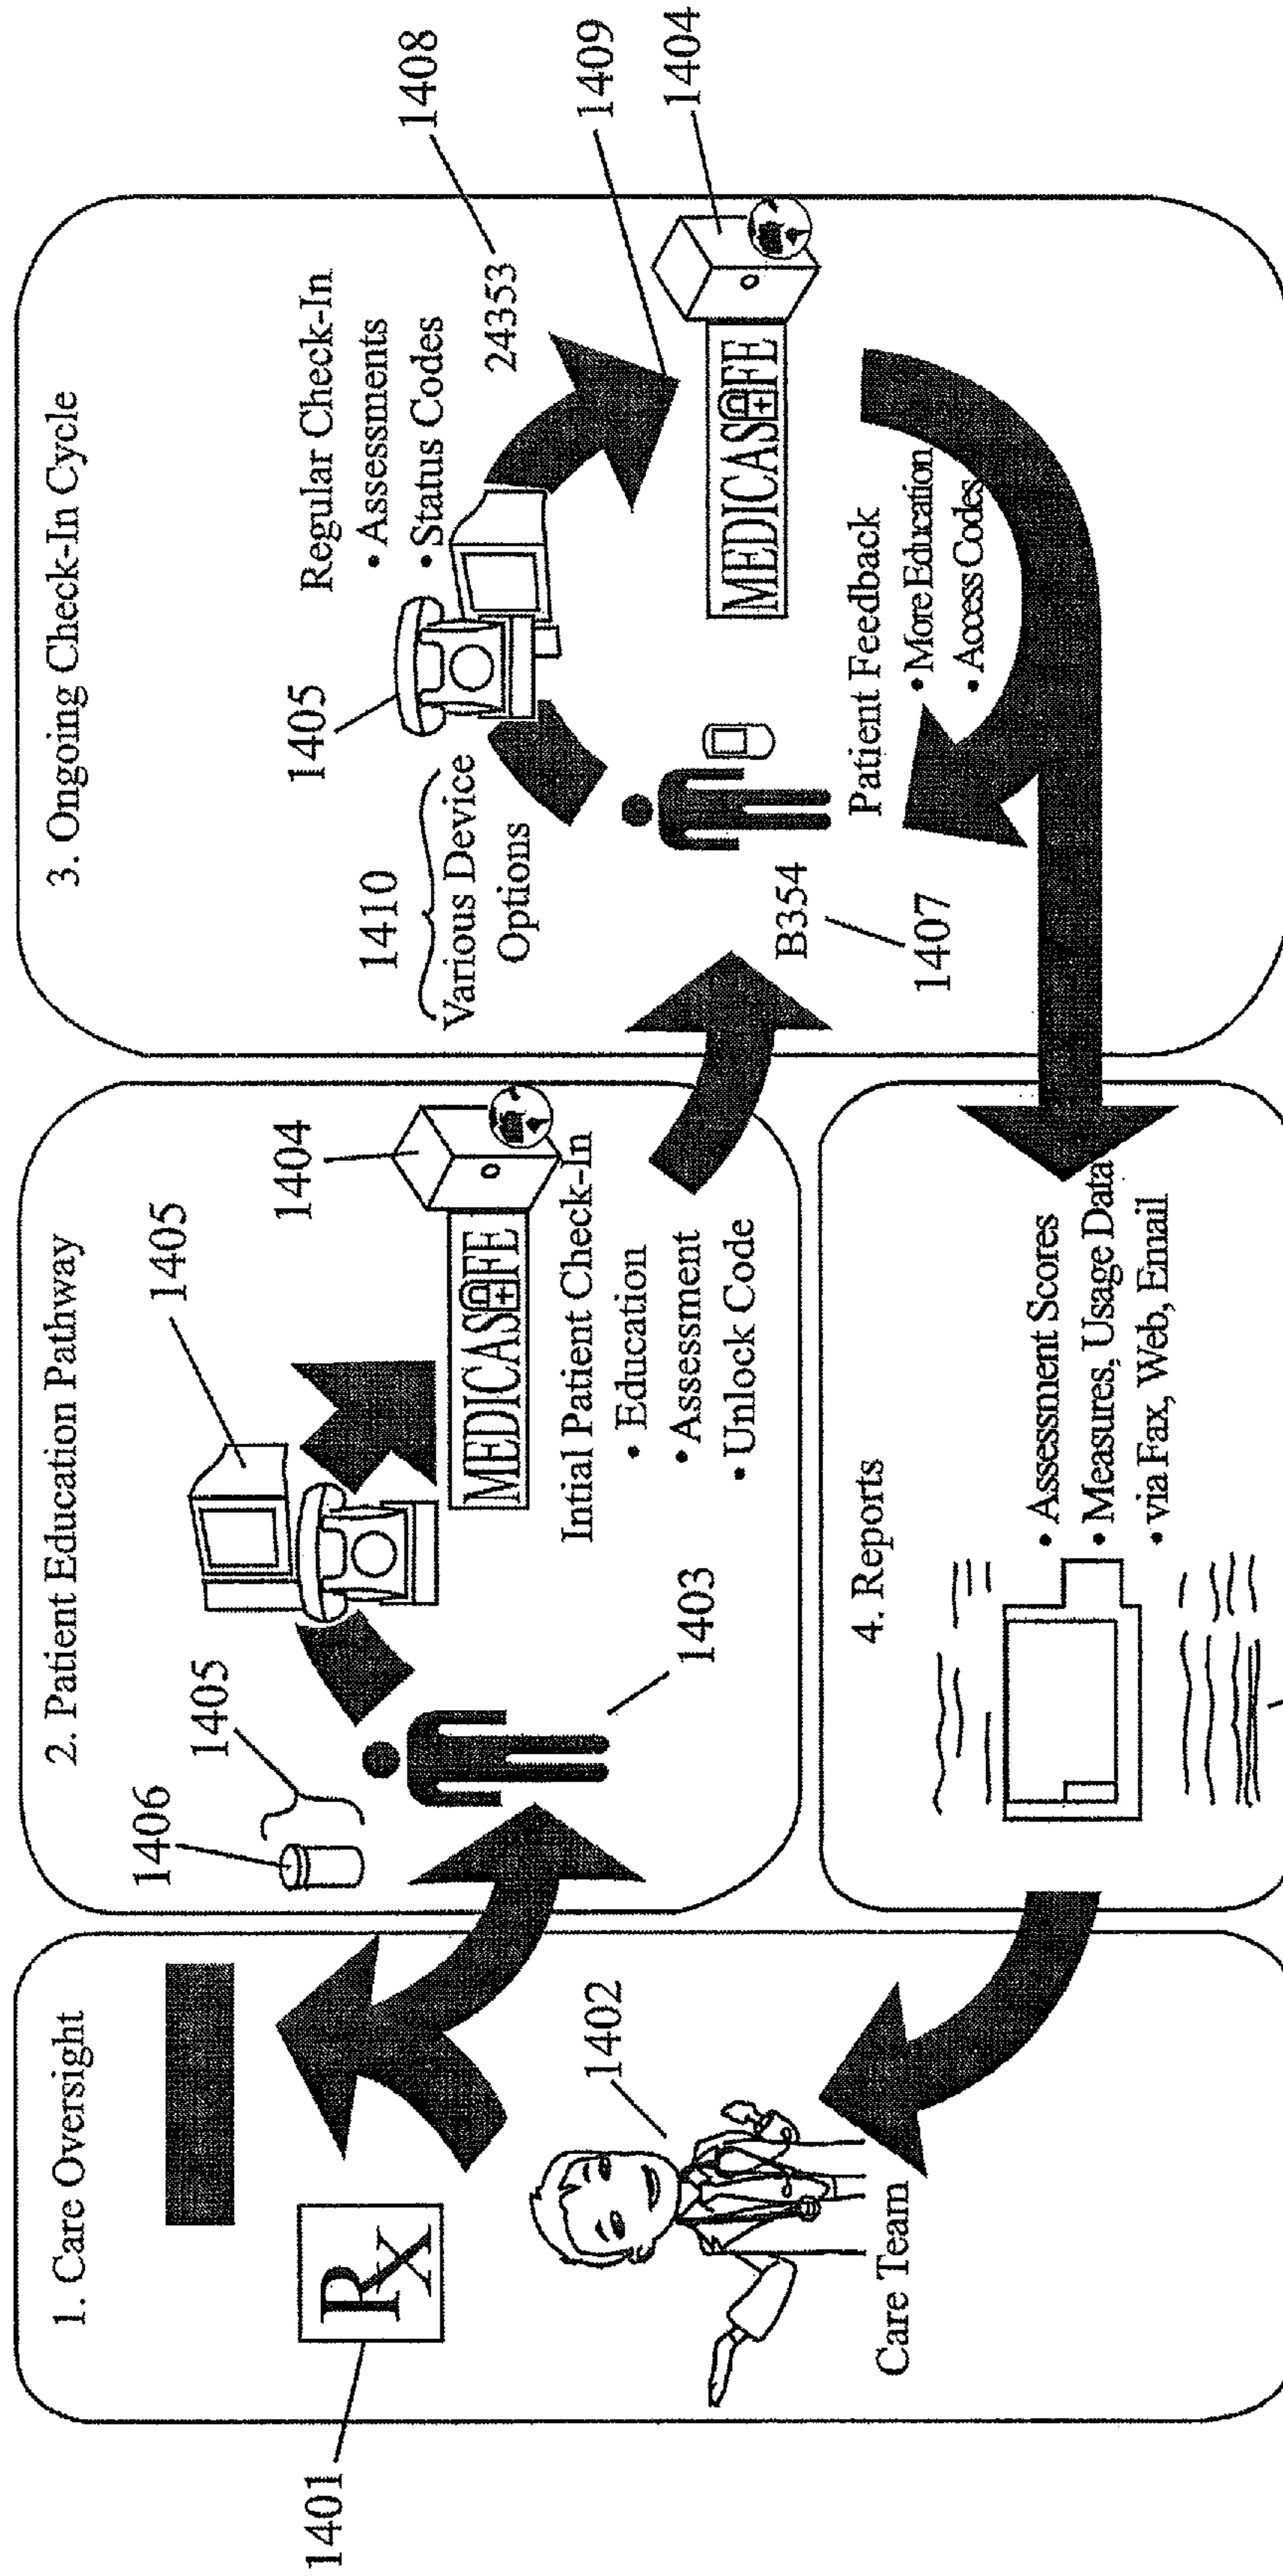 1. Care Oversight
1401
Rx
1402
Care Team
2. Patient Education Pathway
1406
1405
1405
1404
1403
MEDICASAFE
Intial Patient Check-In
• Education
• Assessment
• Unlock Code
3. Ongoing Check-In Cycle
1410
Various Device
Options
1405
Regular Check-In
• Assessments
• Status Codes
24353
1408
1409
1404
MEDICASAFE
B354
1407
Patient Feedback
• More Education
• Access Codes
4. Reports
• Assessment Scores
• Measures, Usage Data
• via Fax, Web, Email